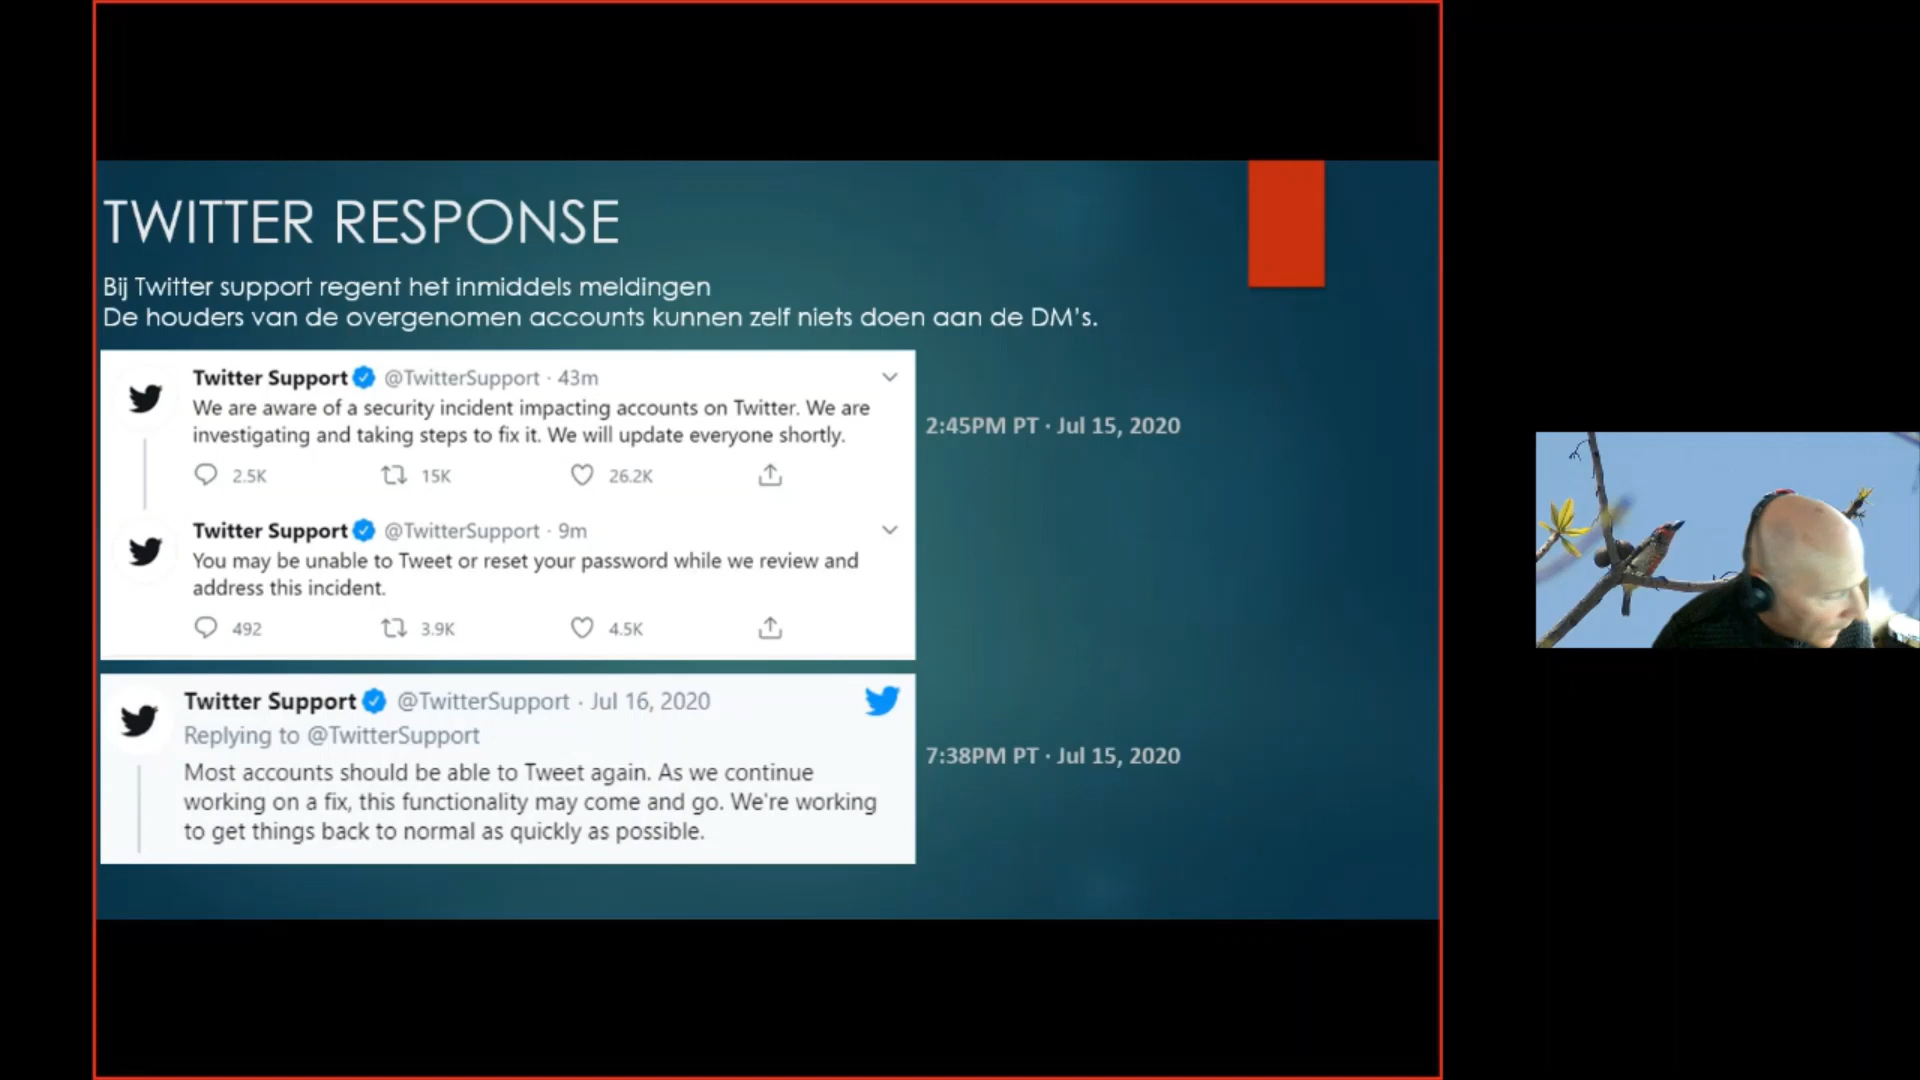 TWITTER RESPONSE
Bij Twitter support regent het inmiddels meldingen
De houders van de overgenomen accounts kunnen zelf niets doen aan de DM's.
Twitter Support @TwitterSupport · 43m
We are aware of a security incident impacting accounts on Twitter. We are
investigating and taking steps to fix it. We will update everyone shortly.
2.5K 15K 26.2K
2:45PM PT · Jul 15, 2020
Twitter Support @TwitterSupport · 9m
You may be unable to Tweet or reset your password while we review and
address this incident.
492 3.9K 4.5K
Twitter Support @TwitterSupport · Jul 16, 2020
Replying to @TwitterSupport
Most accounts should be able to Tweet again. As we continue
working on a fix, this functionality may come and go. We're working
to get things back to normal as quickly as possible.
7:38PM PT · Jul 15, 2020